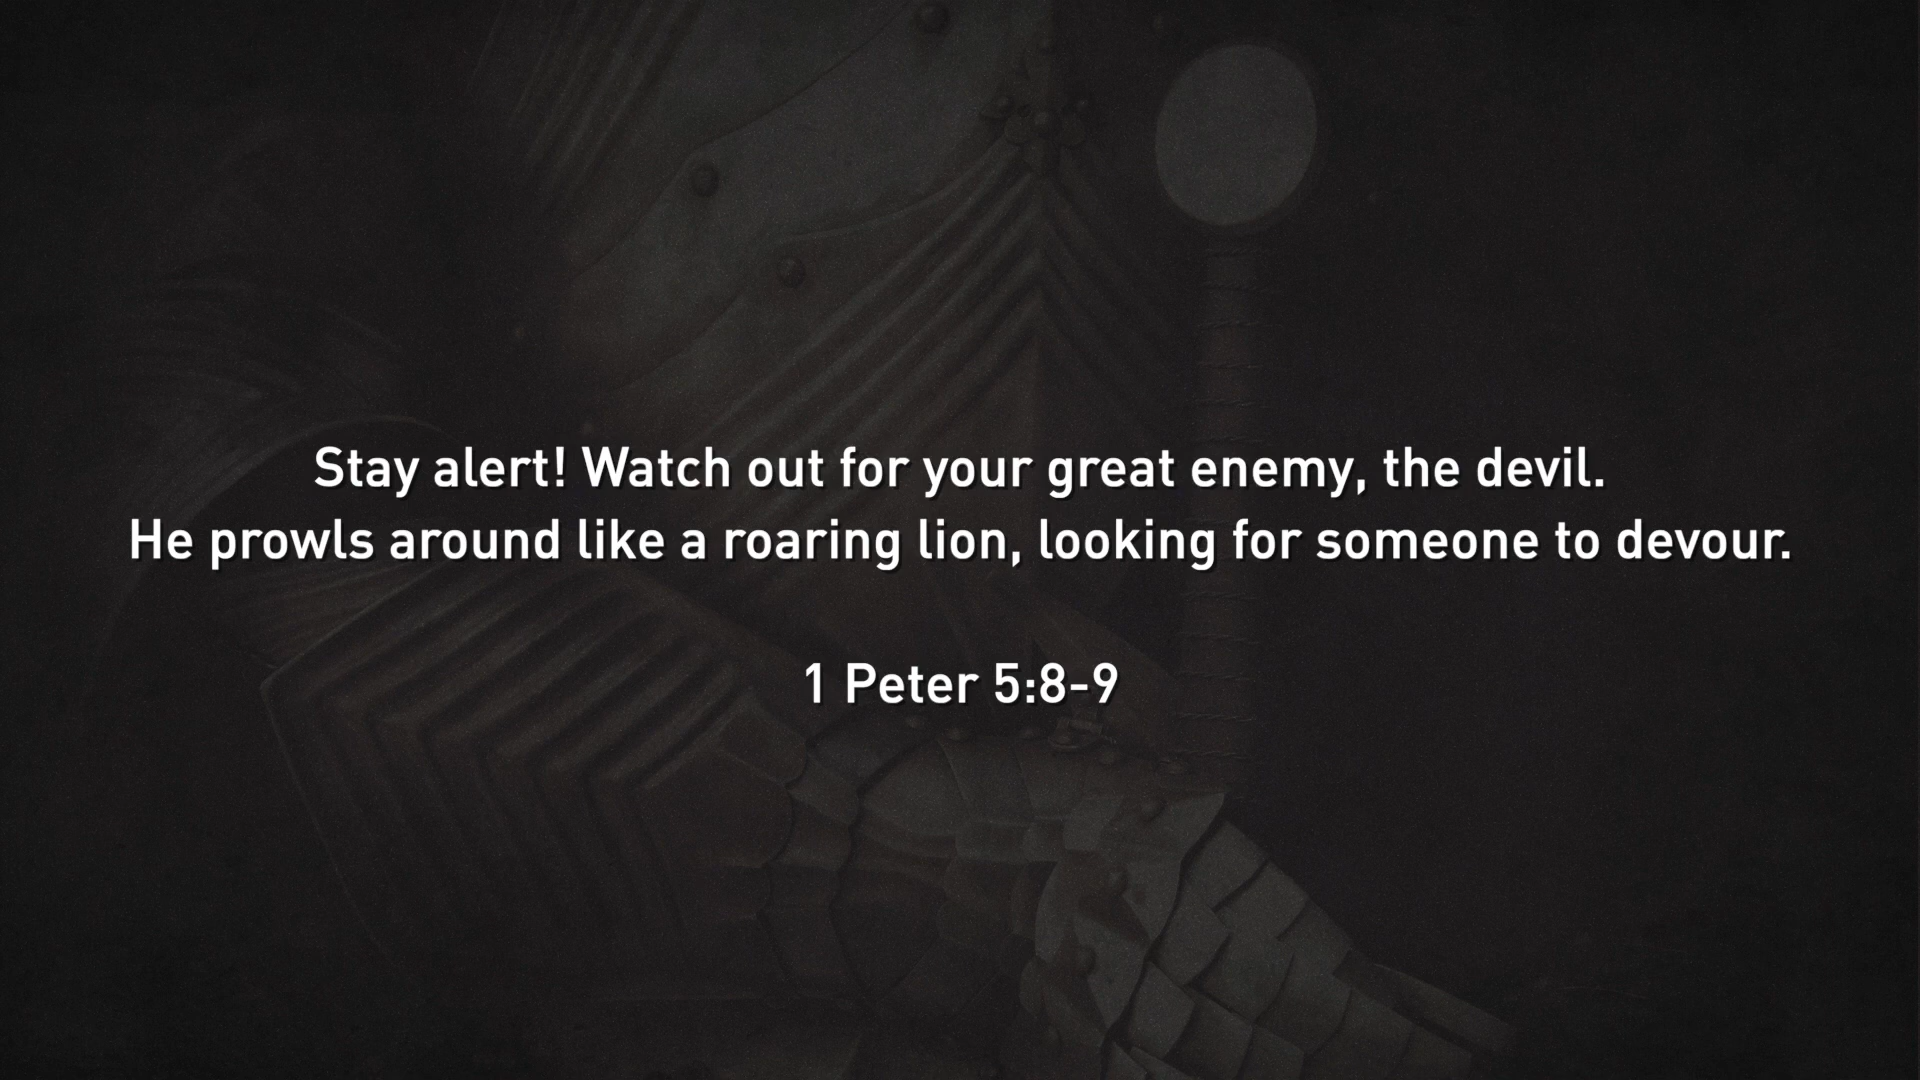 Stay alert! Watch out for your great enemy, the devil.
He prowls around like a roaring lion, looking for someone to devour.
1 Peter 5:8-9